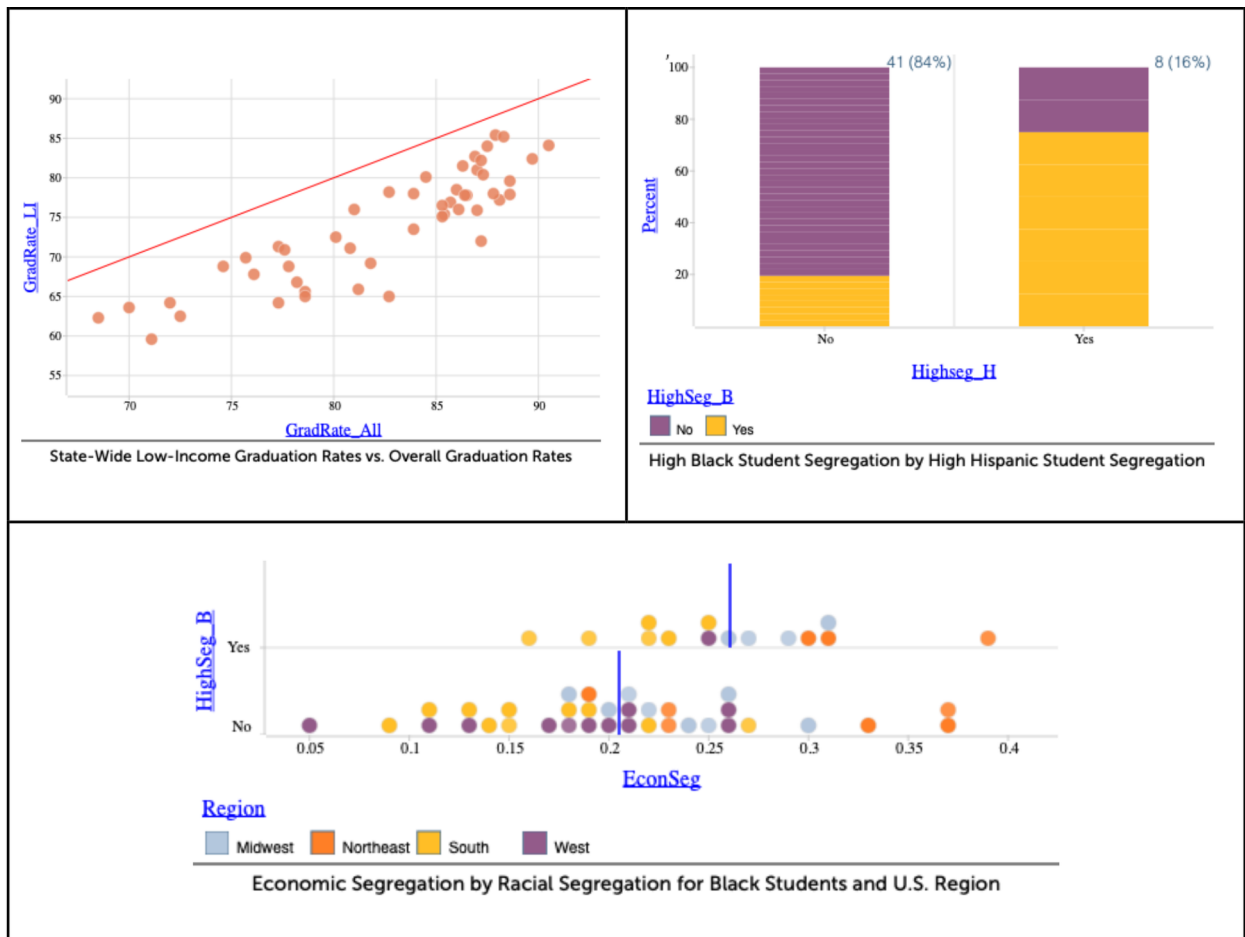 90
85
80
75
70
65
60
55
GradRate_LI
70 75 80 85 90
GradRate_All
State-Wide Low-Income Graduation Rates vs. Overall Graduation Rates
41 (84%) 8 (16%)
100
80
60
40
20
Percent
No Yes
Highseg_H
HighSeg_B
No Yes
High Black Student Segregation by High Hispanic Student Segregation
HighSeg_B
Yes
No
0.05 0.1 0.15 0.2 0.25 0.3 0.35 0.4
EconSeg
Region
Midwest Northeast South West
Economic Segregation by Racial Segregation for Black Students and U.S. Region